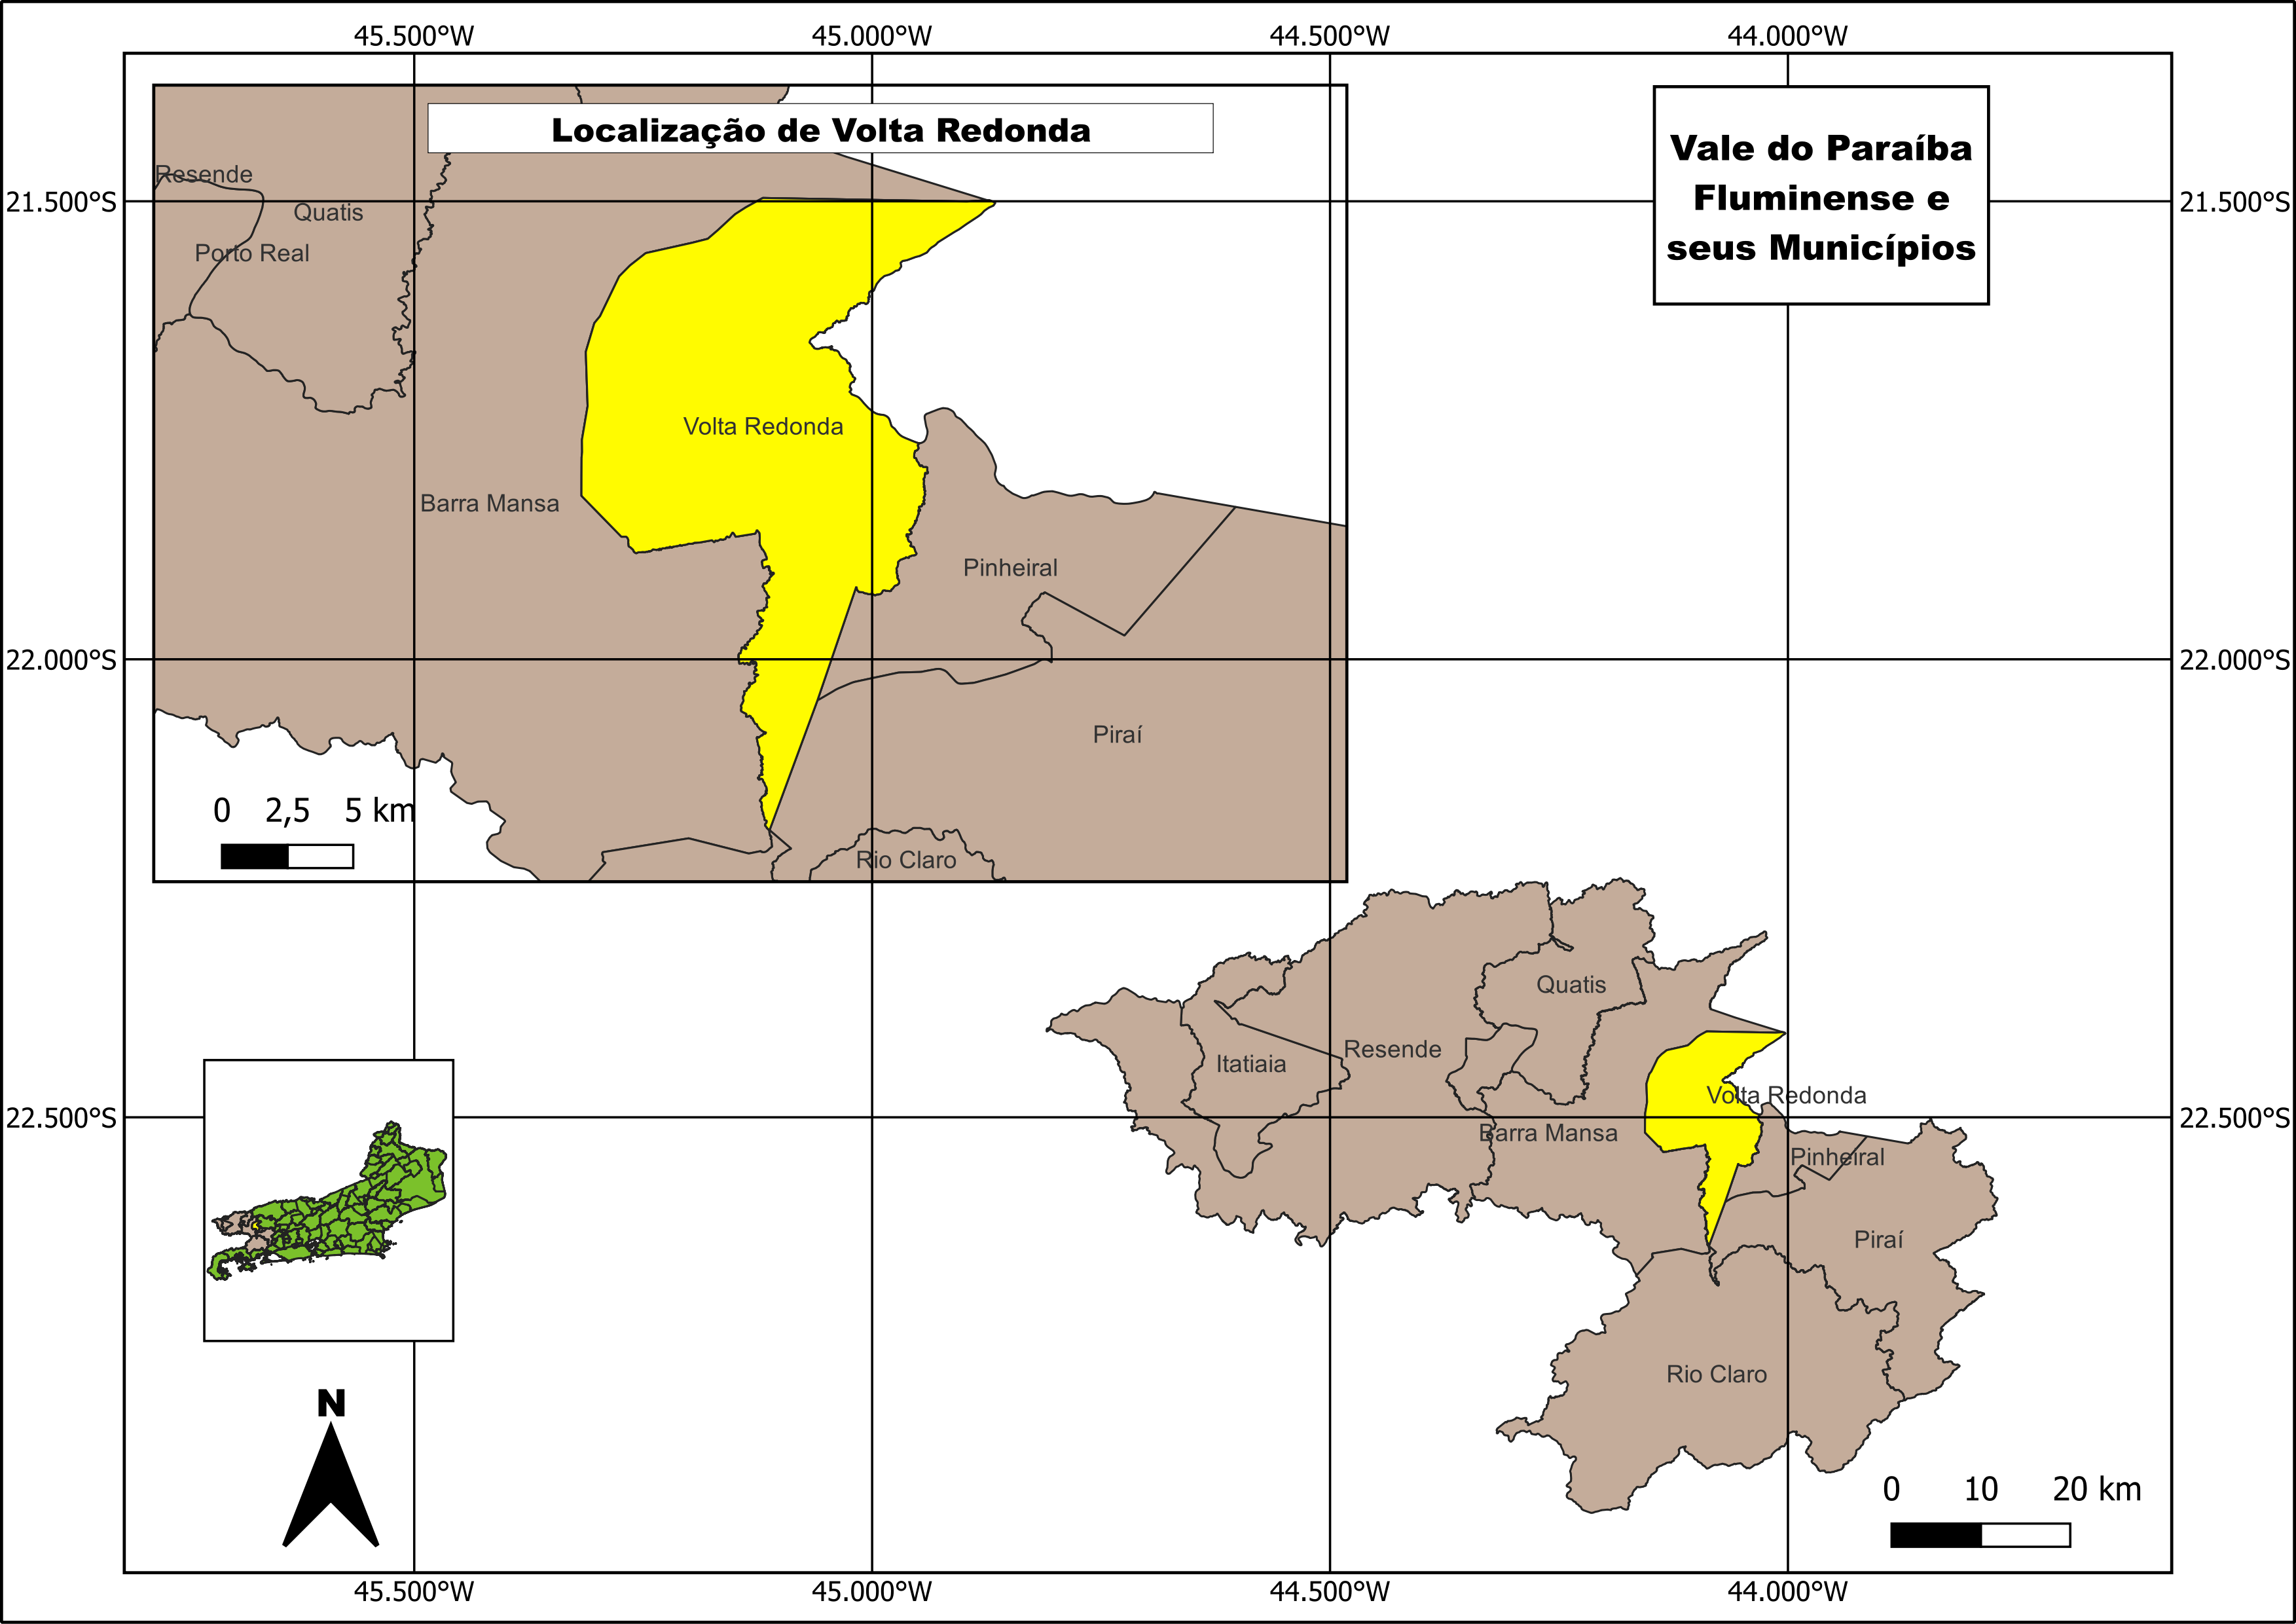 45.500°W 45.000°W 44.500°W 44.000°W
Localização de Volta Redonda
Vale do Paraíba
Fluminense e
seus Municípios
Resende
21.500°S 21.500°S
Quatis
Porto Real
Volta Redonda
Barra Mansa
Pinheiral
22.000°S 22.000°S
Piraí
0 2,5 5 km
Rio Claro
Quatis
Resende
Itatiaia
Volta Redonda
22.500°S 22.500°S
Barra Mansa
Pinheiral
Piraí
Rio Claro
N
0 10 20 km
45.500°W 45.000°W 44.500°W 44.000°W